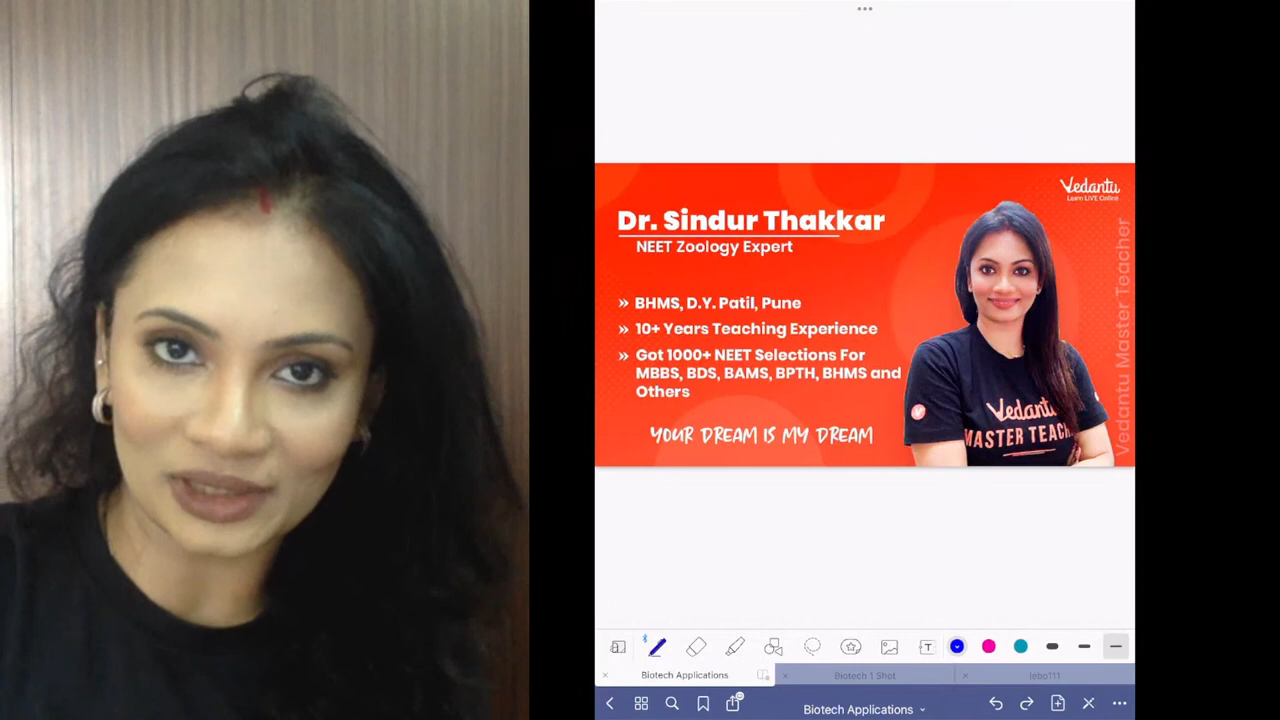 Vedantu
Learn LIVE Online
Dr. Sindur Thakkar
NEET Zoology Expert
» BHMS, D.Y. Patil, Pune
» 10+ Years Teaching Experience
» Got 1000+ NEET Selections For
MBBS, BDS, BAMS, BPTH, BHMS and
Others
YOUR DREAM IS MY DREAM
Vedantu Master Teacher
Vedantu
MASTER TEACH
T
Biotech Applications
Biotech 1 Shot
lebo111
Biotech Applications